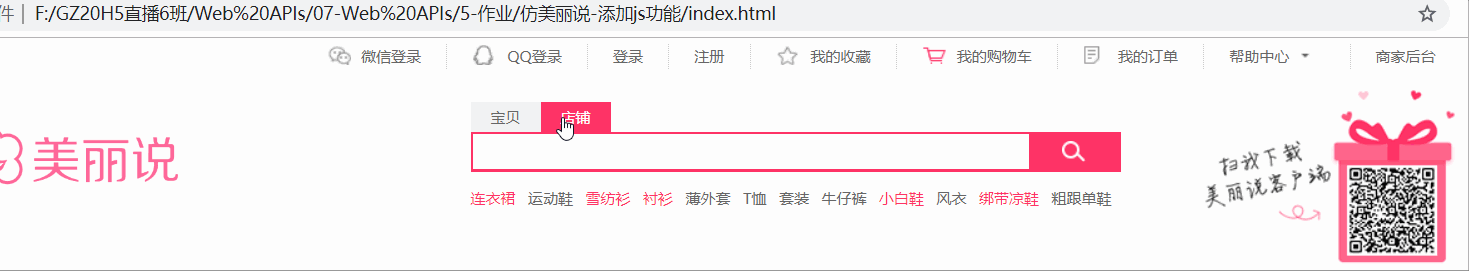 件 F:/GZ20H5直播6班/Web%20APIs/07-Web%20APIs/5-作业/仿美丽说-添加js功能/index.html
微信登录 QQ登录 登录 注册 我的收藏 我的购物车 我的订单 帮助中心 商家后台
宝贝 店铺
美丽说
扫我下载
美丽说客户端
连衣裙 运动鞋 雪纺衫 衬衫 薄外套 T恤 套装 牛仔裤 小白鞋 风衣 绑带凉鞋 粗跟单鞋